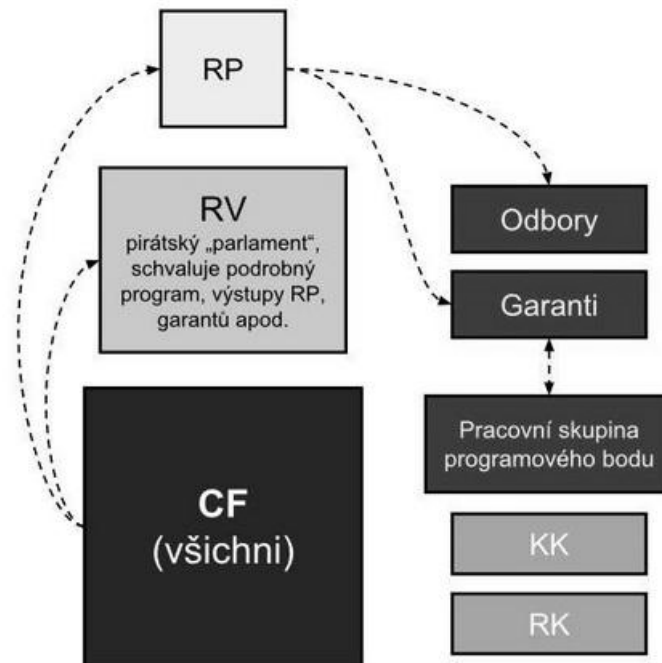 RP
RV
pirátský „parlament“,
schvaluje podrobný
program, výstupy RP,
garantů apod.
CF
(všichni)
Odbory
Garanti
Pracovní skupina
programového bodu
KK
RK